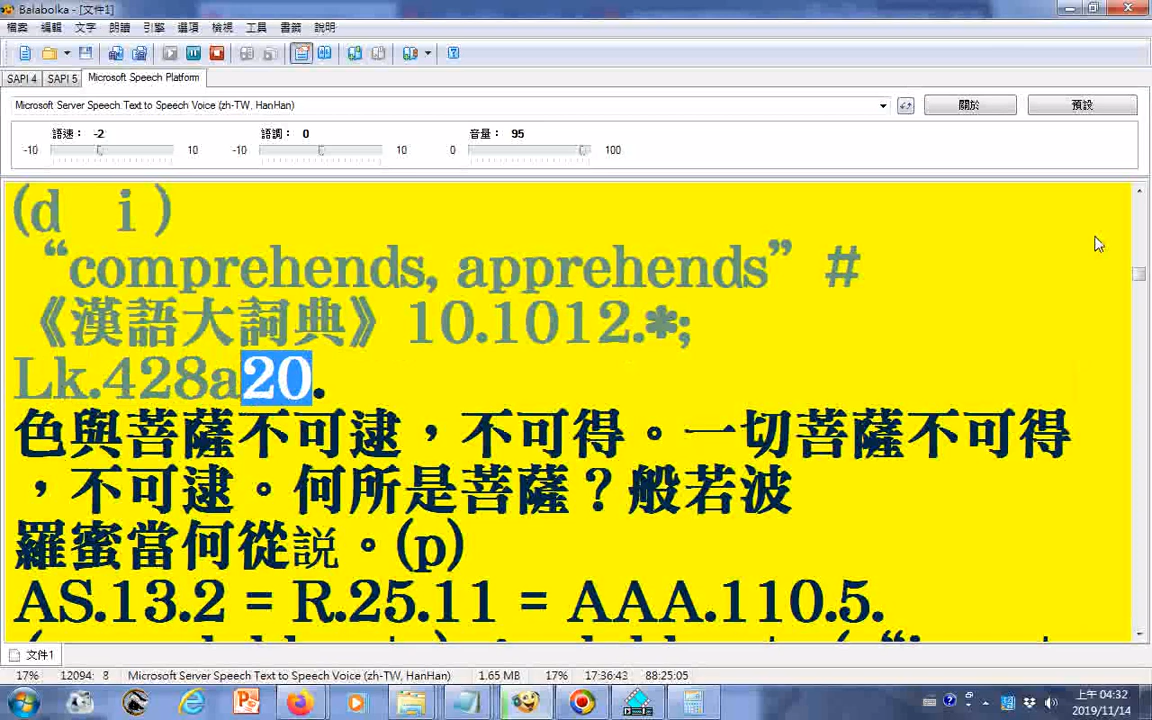 Balabolka - [文件1]
檔案 編輯 文字 朗讀 引擎 選項 檢視 工具 書籤 說明
SAPI 4 SAPI 5 Microsoft Speech Platform
Microsoft Server Speech Text to Speech Voice (zh-TW, HanHan) 關於 預設
語速： -2 語調： 0 音量： 95
-10 10 -10 10 0 100
(d i )
“comprehends, apprehends” #
《漢語大詞典》 10.1012.*;
Lk.428a20.
色與菩薩不可逮，不可得。一切菩薩不可得
，不可逮。何所是菩薩？般若波
羅蜜當何從説。(p)
AS.13.2 = R.25.11 = AAA.110.5.
文件1
17% 12094: 8 Microsoft Server Speech Text to Speech Voice (zh-TW, HanHan) 1.65 MB 17% 17:36:43 88:25:05
上午 04:32
2019/11/14